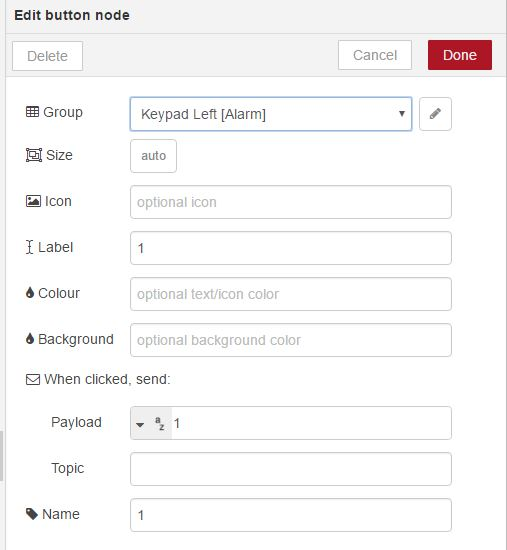 Edit button node
Delete Cancel Done
Group Keypad Left [Alarm]
Size auto
Icon optional icon
Label 1
Colour optional text/icon color
Background optional background color
When clicked, send:
Payload az 1
Topic
Name 1